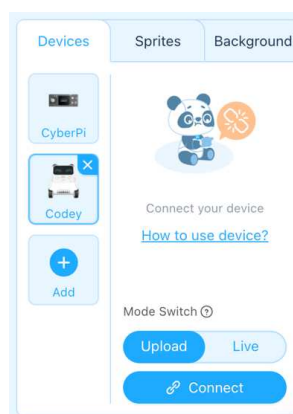 Devices
Sprites
Background
CyberPi
Codey
Add
Connect your device
How to use device?
Mode Switch
Upload
Live
Connect